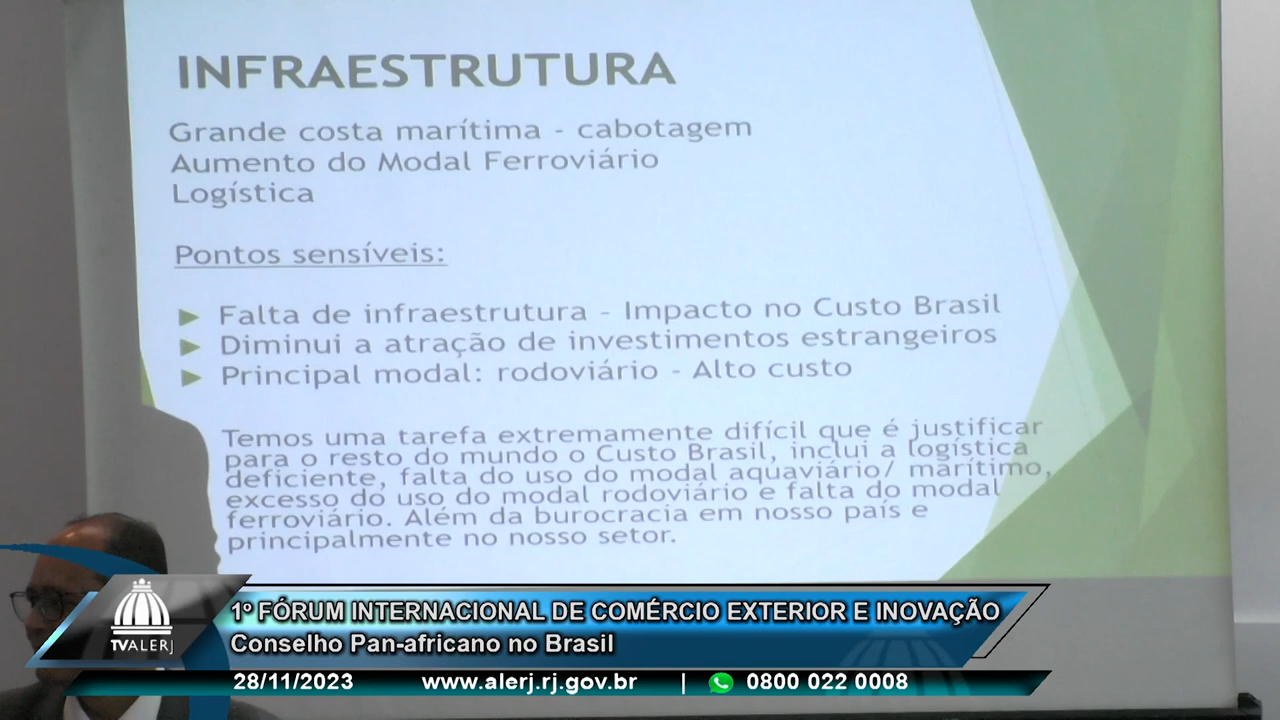 INFRAESTRUTURA
Grande costa marítima - cabotagem
Aumento do Modal Ferroviário
Logística
Pontos sensíveis:
Falta de infraestrutura - Impacto no Custo Brasil
Diminui a atração de investimentos estrangeiros
Principal modal: rodoviário - Alto custo
Temos uma tarefa extremamente difícil que é justificar
para o resto do mundo o Custo Brasil, inclui a logística
deficiente, falta do uso do modal aquaviário/ marítimo,
excesso do uso do modal rodoviário e falta do modal
ferroviário. Além da burocracia em nosso país e
principalmente no nosso setor.
TVALERJ
1º FÓRUM INTERNACIONAL DE COMÉRCIO EXTERIOR E INOVAÇÃO
Conselho Pan-africano no Brasil
28/11/2023 www.alerj.rj.gov.br | 0800 022 0008